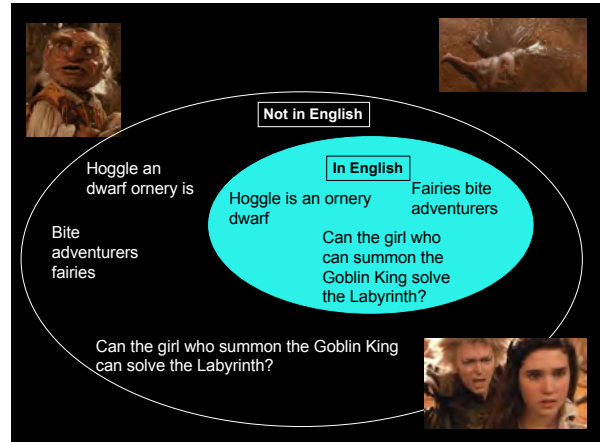 Not in English
In English
Hoggle an
dwarf ornery is
Hoggle is an ornery
dwarf
Fairies bite
adventurers
Bite
adventurers
fairies
Can the girl who
can summon the
Goblin King solve
the Labyrinth?
Can the girl who summon the Goblin King
can solve the Labyrinth?